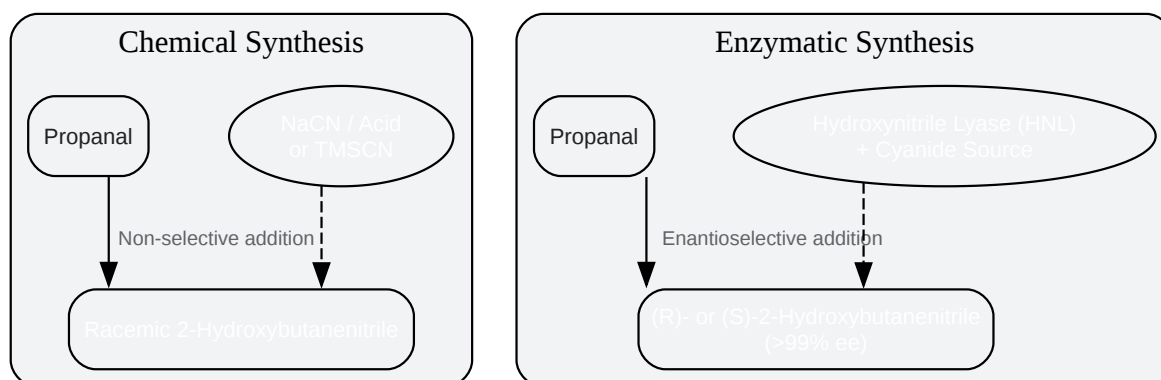 Chemical Synthesis
Propanal
NaCN / Acid
or TMSCN
Non-selective addition
Racemic 2-Hydroxybutanenitrile
Enzymatic Synthesis
Propanal
Hydroxynitrile Lyase (HNL)
+ Cyanide Source
Enantioselective addition
(R)- or (S)-2-Hydroxybutanenitrile
(>99% ee)